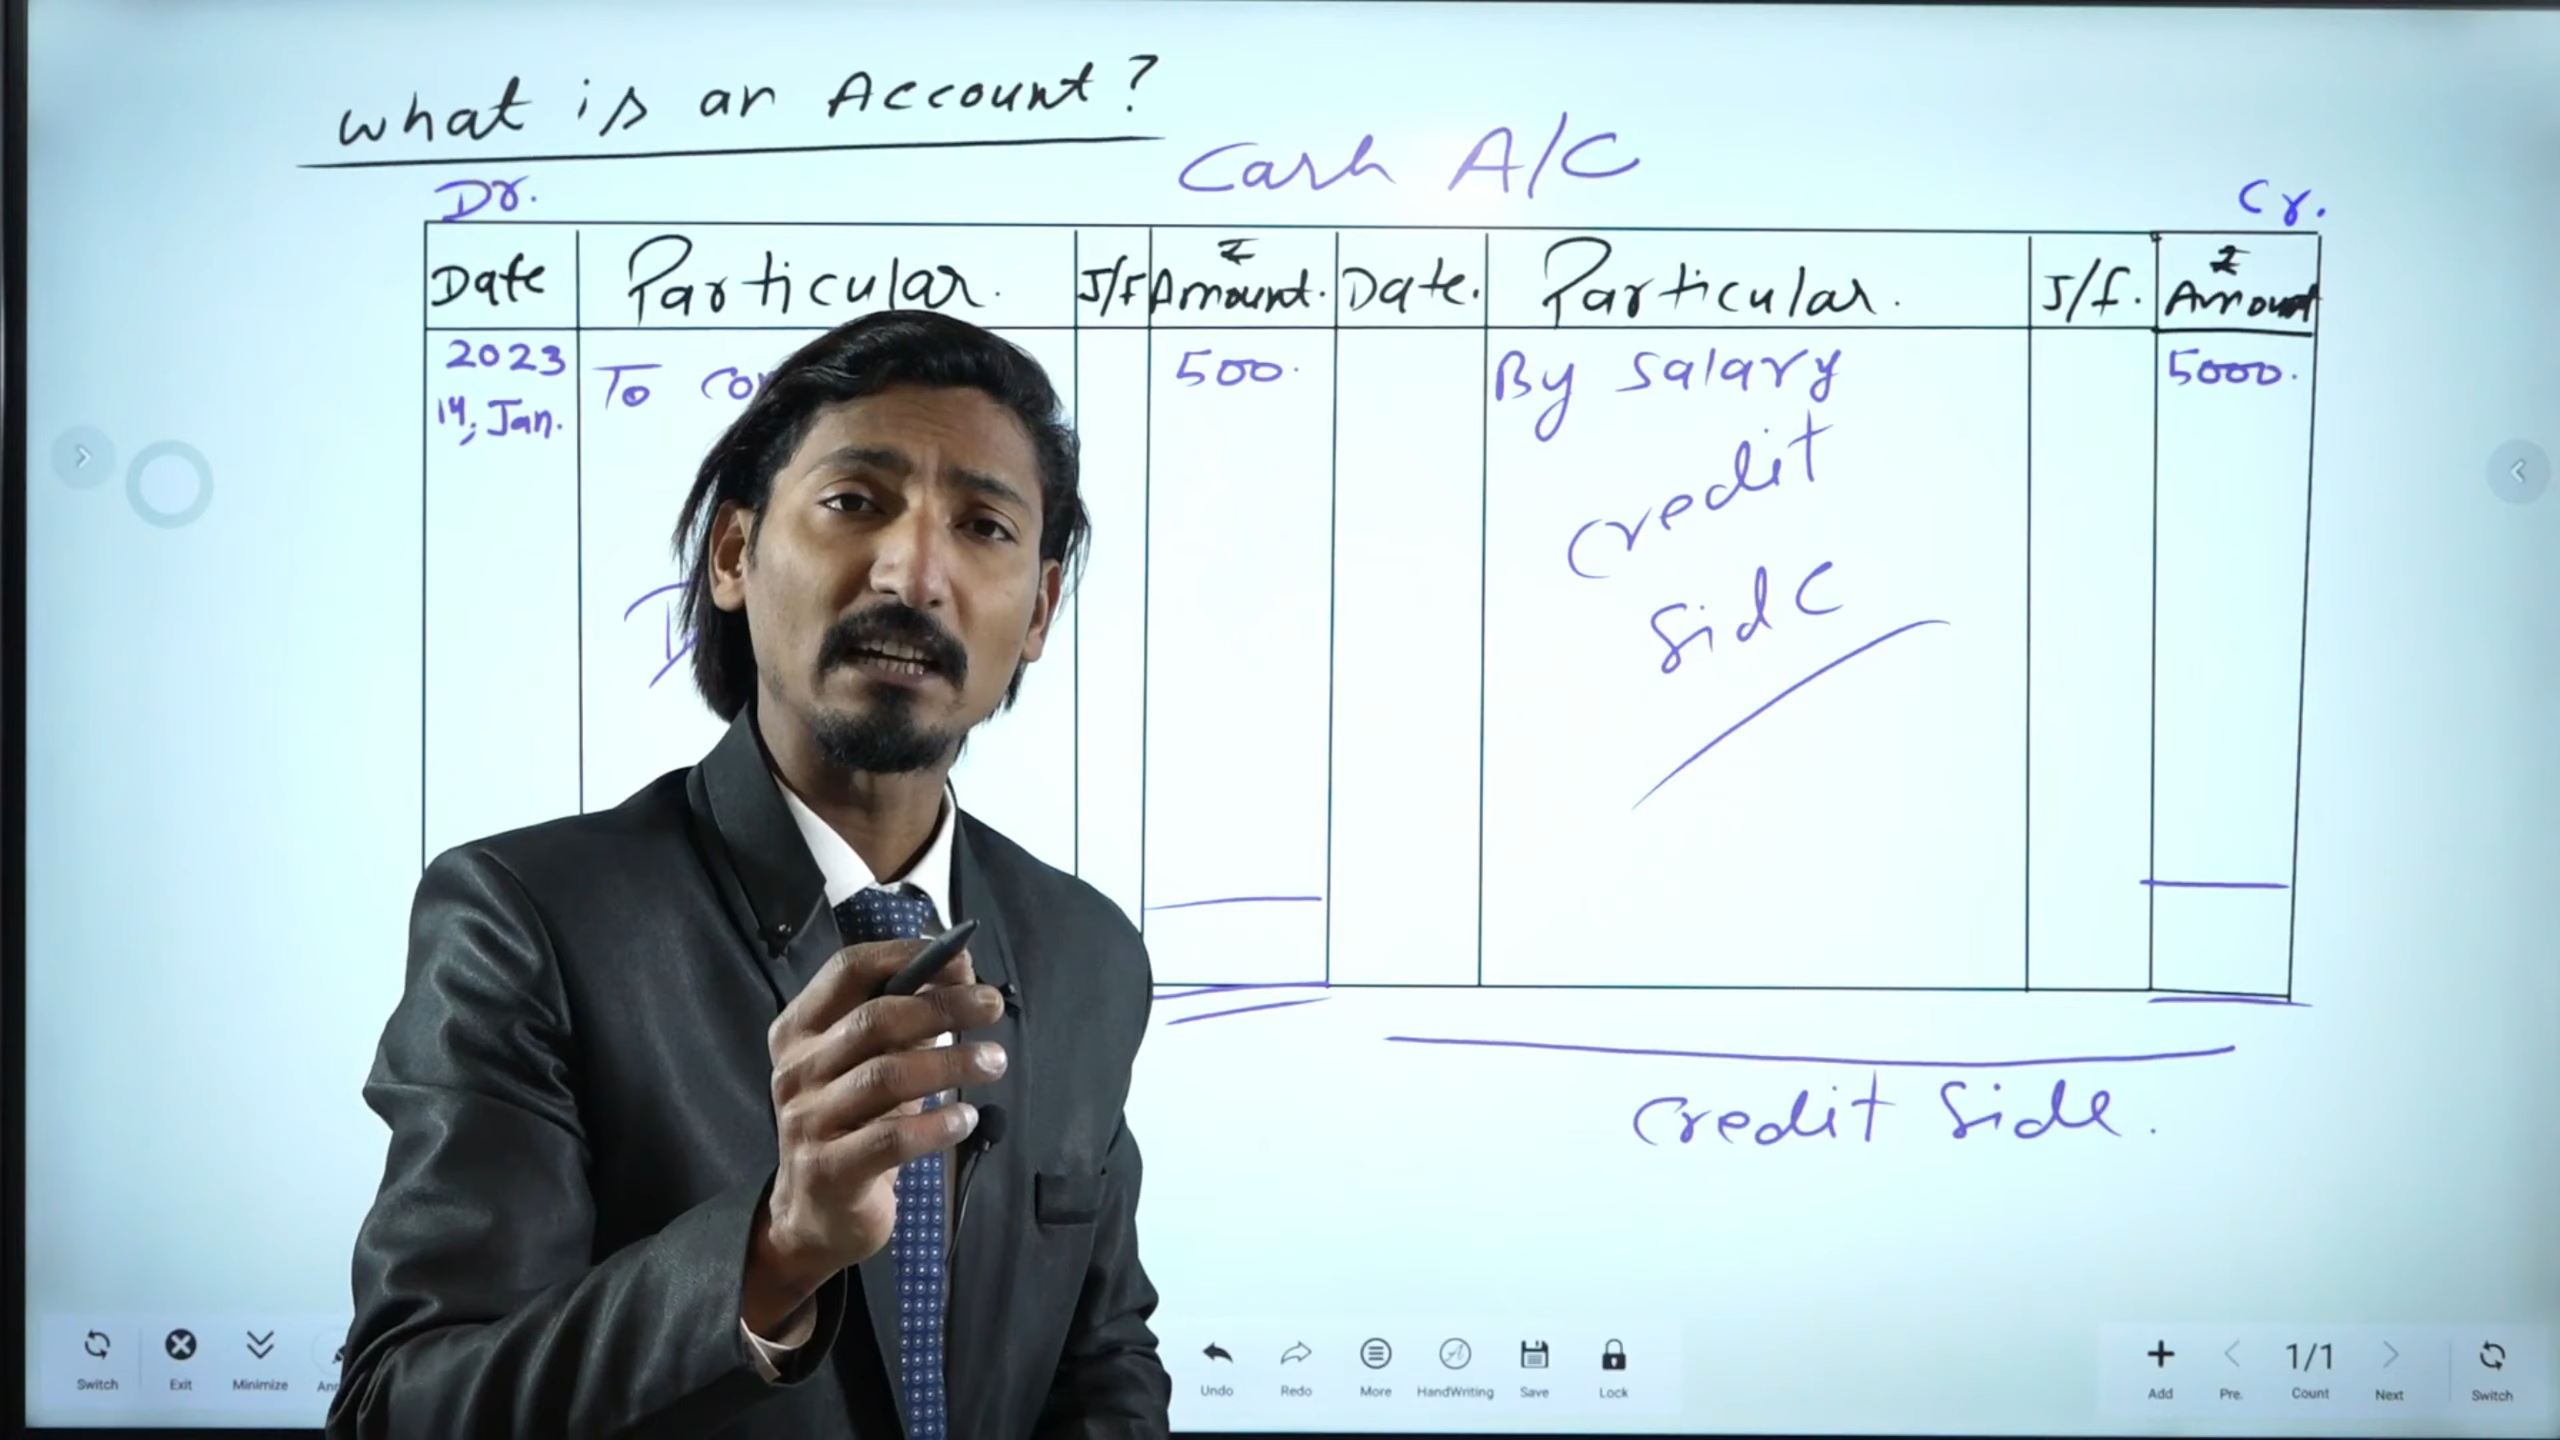 What is an Account?
Cash A/C
Dr.
Cr.
Date Particular. J/F ₹ Amount. Date. Particular. J/f. ₹ Amount
2023 To 500. By Salary 5000.
14, Jan.
credit
Side
Credit Side.
Switch Exit Minimize Undo Redo More HandWriting Save Lock Add Pre. 1/1 Count Next Switch